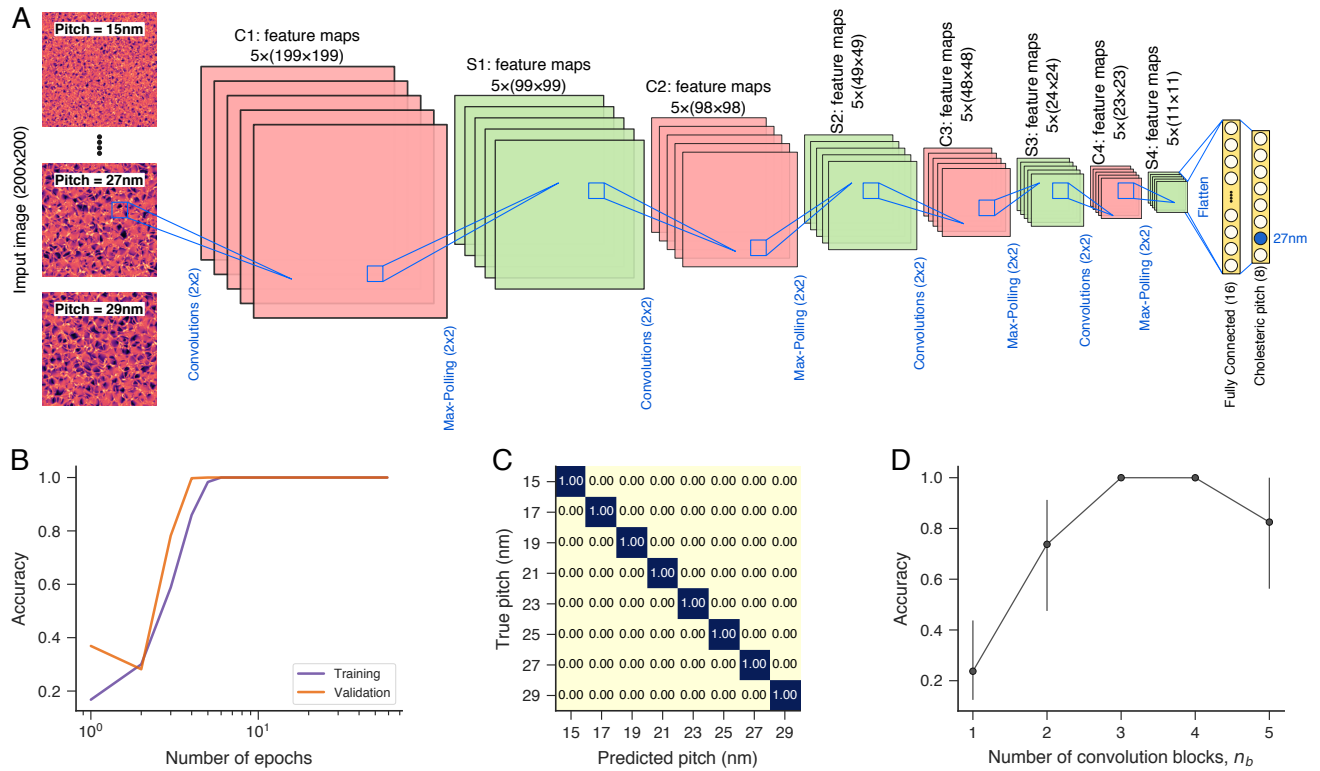 A
Input image (200x200)
Pitch = 15nm
Pitch = 27nm
Pitch = 29nm
C1: feature maps
5×(199×199)
S1: feature maps
5×(99×99)
C2: feature maps
5×(98×98)
S2: feature maps
5×(49×49)
C3: feature maps
5×(48×48)
S3: feature maps
5×(24×24)
C4: feature maps
5×(23×23)
S4: feature maps
5×(11×11)
Convolutions (2x2)
Max-Polling (2x2)
Convolutions (2x2)
Max-Polling (2x2)
Convolutions (2x2)
Max-Polling (2x2)
Convolutions (2x2)
Max-Polling (2x2)
Flatten
27nm
Fully Connected (16)
Cholesteric pitch (8)
B
Accuracy
1.0
0.8
0.6
0.4
0.2
Training
Validation
10⁰ 10¹
Number of epochs
C
True pitch (nm)
15 1.00 0.00 0.00 0.00 0.00 0.00 0.00 0.00
17 0.00 1.00 0.00 0.00 0.00 0.00 0.00 0.00
19 0.00 0.00 1.00 0.00 0.00 0.00 0.00 0.00
21 0.00 0.00 0.00 1.00 0.00 0.00 0.00 0.00
23 0.00 0.00 0.00 0.00 1.00 0.00 0.00 0.00
25 0.00 0.00 0.00 0.00 0.00 1.00 0.00 0.00
27 0.00 0.00 0.00 0.00 0.00 0.00 1.00 0.00
29 0.00 0.00 0.00 0.00 0.00 0.00 0.00 1.00
15 17 19 21 23 25 27 29
Predicted pitch (nm)
D
Accuracy
1.0
0.8
0.6
0.4
0.2
1 2 3 4 5
Number of convolution blocks, n_b